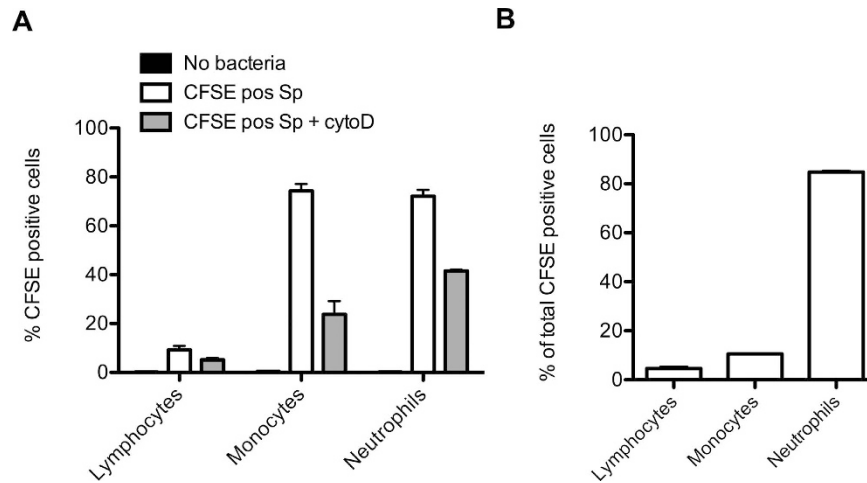 A
No bacteria
CFSE pos Sp
CFSE pos Sp + cytoD
% CFSE positive cells
100
80
60
40
20
0
Lymphocytes
Monocytes
Neutrophils
B
% of total CFSE positive cells
100
80
60
40
20
0
Lymphocytes
Monocytes
Neutrophils